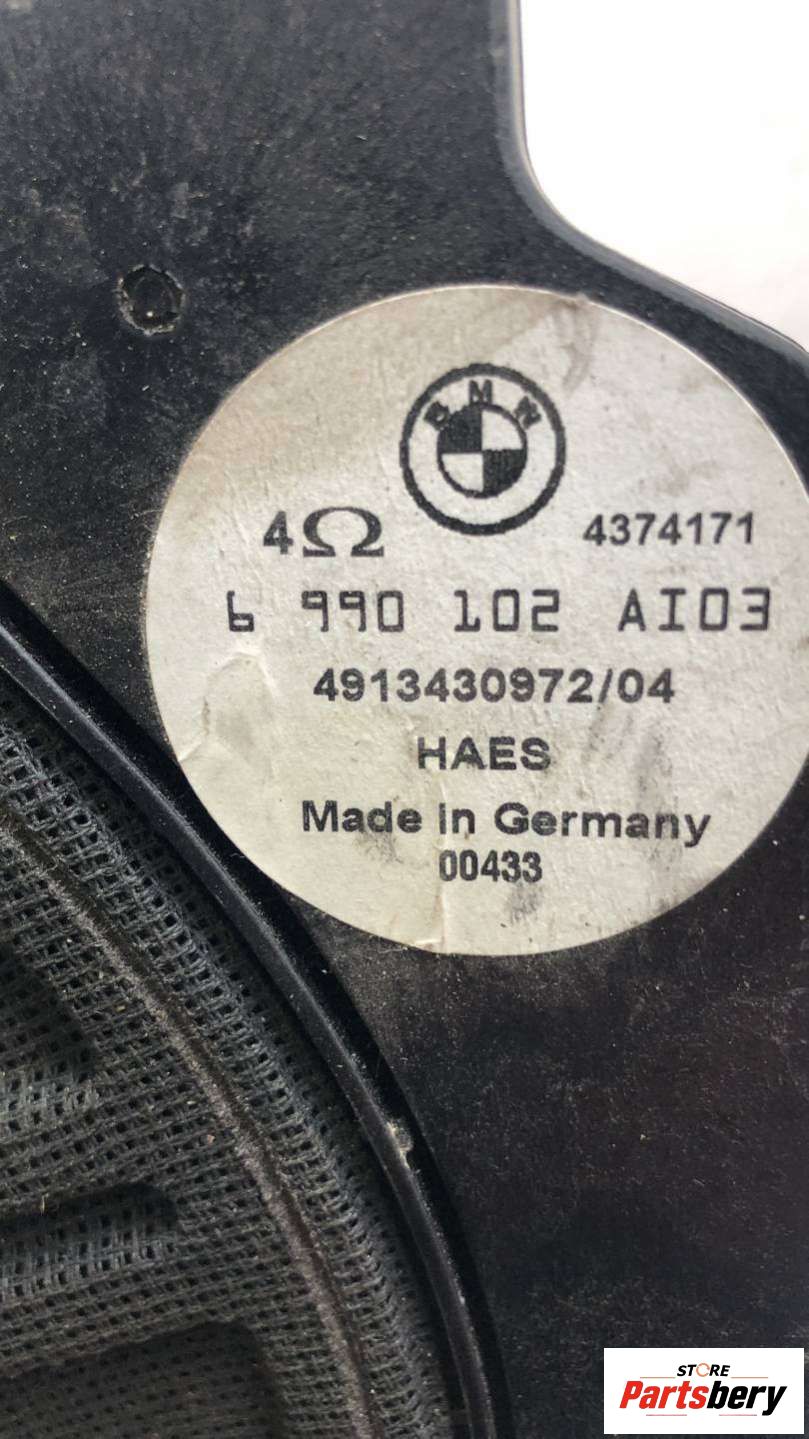 BMW
4Ω 4374171
6 990 102 AI03
4913430972/04
HAES
Made in Germany
00433
STORE
Partsbery